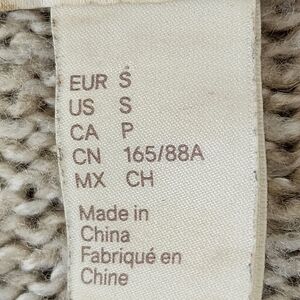 EUR S
US S
CA P
CN 165/88A
MX CH
Made in
China
Fabriqué en
Chine